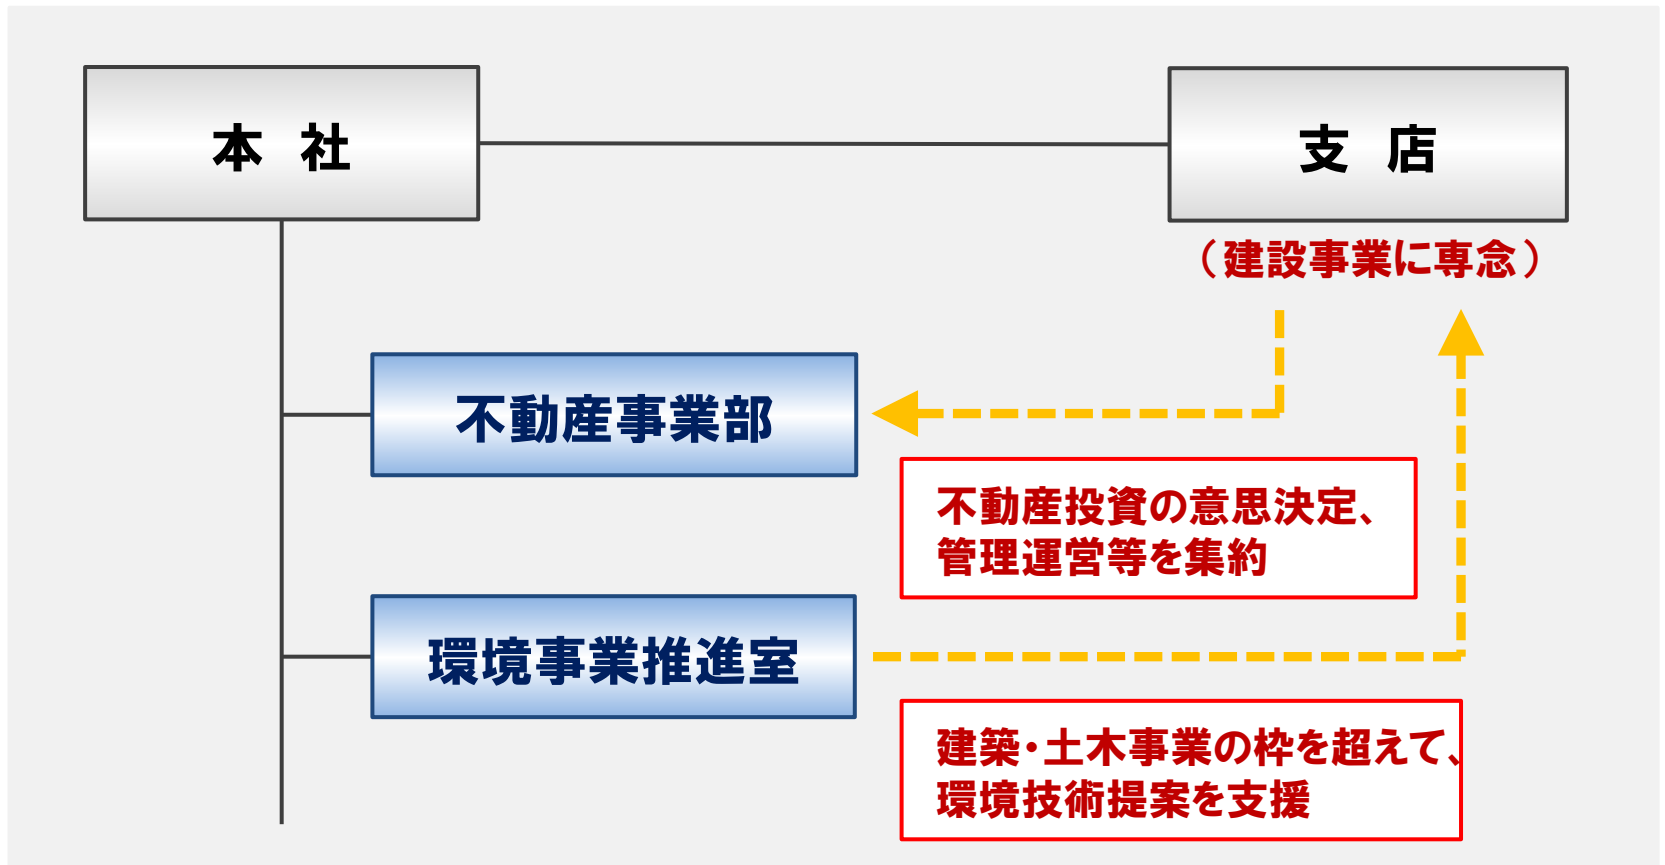 本 社
支 店
（建設事業に専念）
不動産事業部
不動産投資の意思決定、
管理運営等を集約
環境事業推進室
建築・土木事業の枠を超えて、
環境技術提案を支援